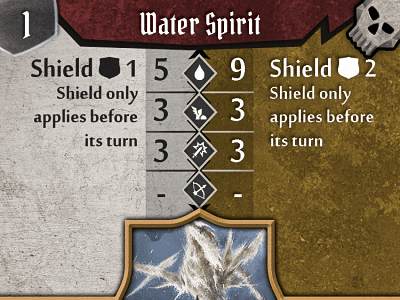 1
Water Spirit
Shield 1
Shield only
applies before
its turn
5 9
3 3
3 3
- -
Shield 2
Shield only
applies before
its turn